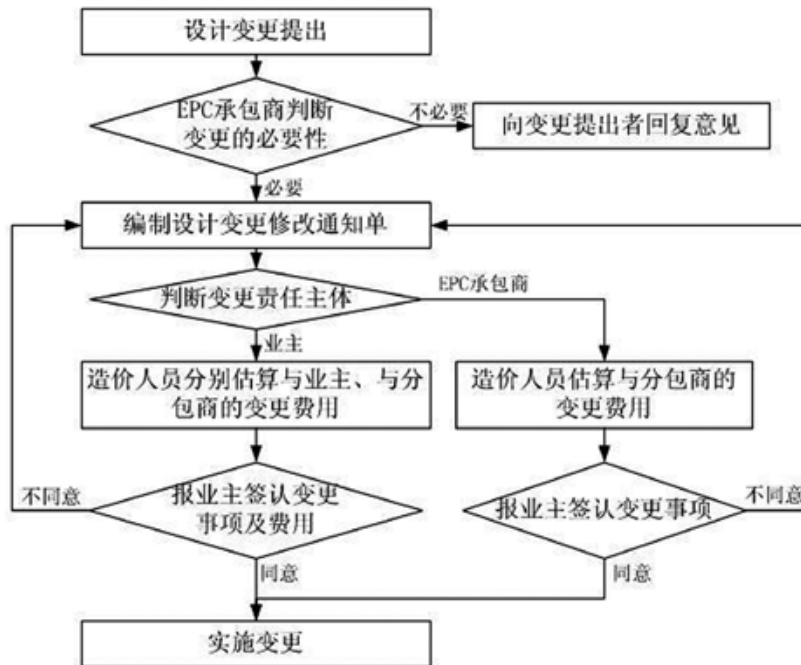 设计变更提出
EPC承包商判断
变更的必要性
不必要
向变更提出者回复意见
必要
编制设计变更修改通知单
判断变更责任主体
EPC承包商
业主
造价人员分别估算与业主、与分
包商的变更费用
造价人员估算与分包商的
变更费用
不同意
报业主签认变更
事项及费用
报业主签认变更事项
不同意
同意
同意
实施变更